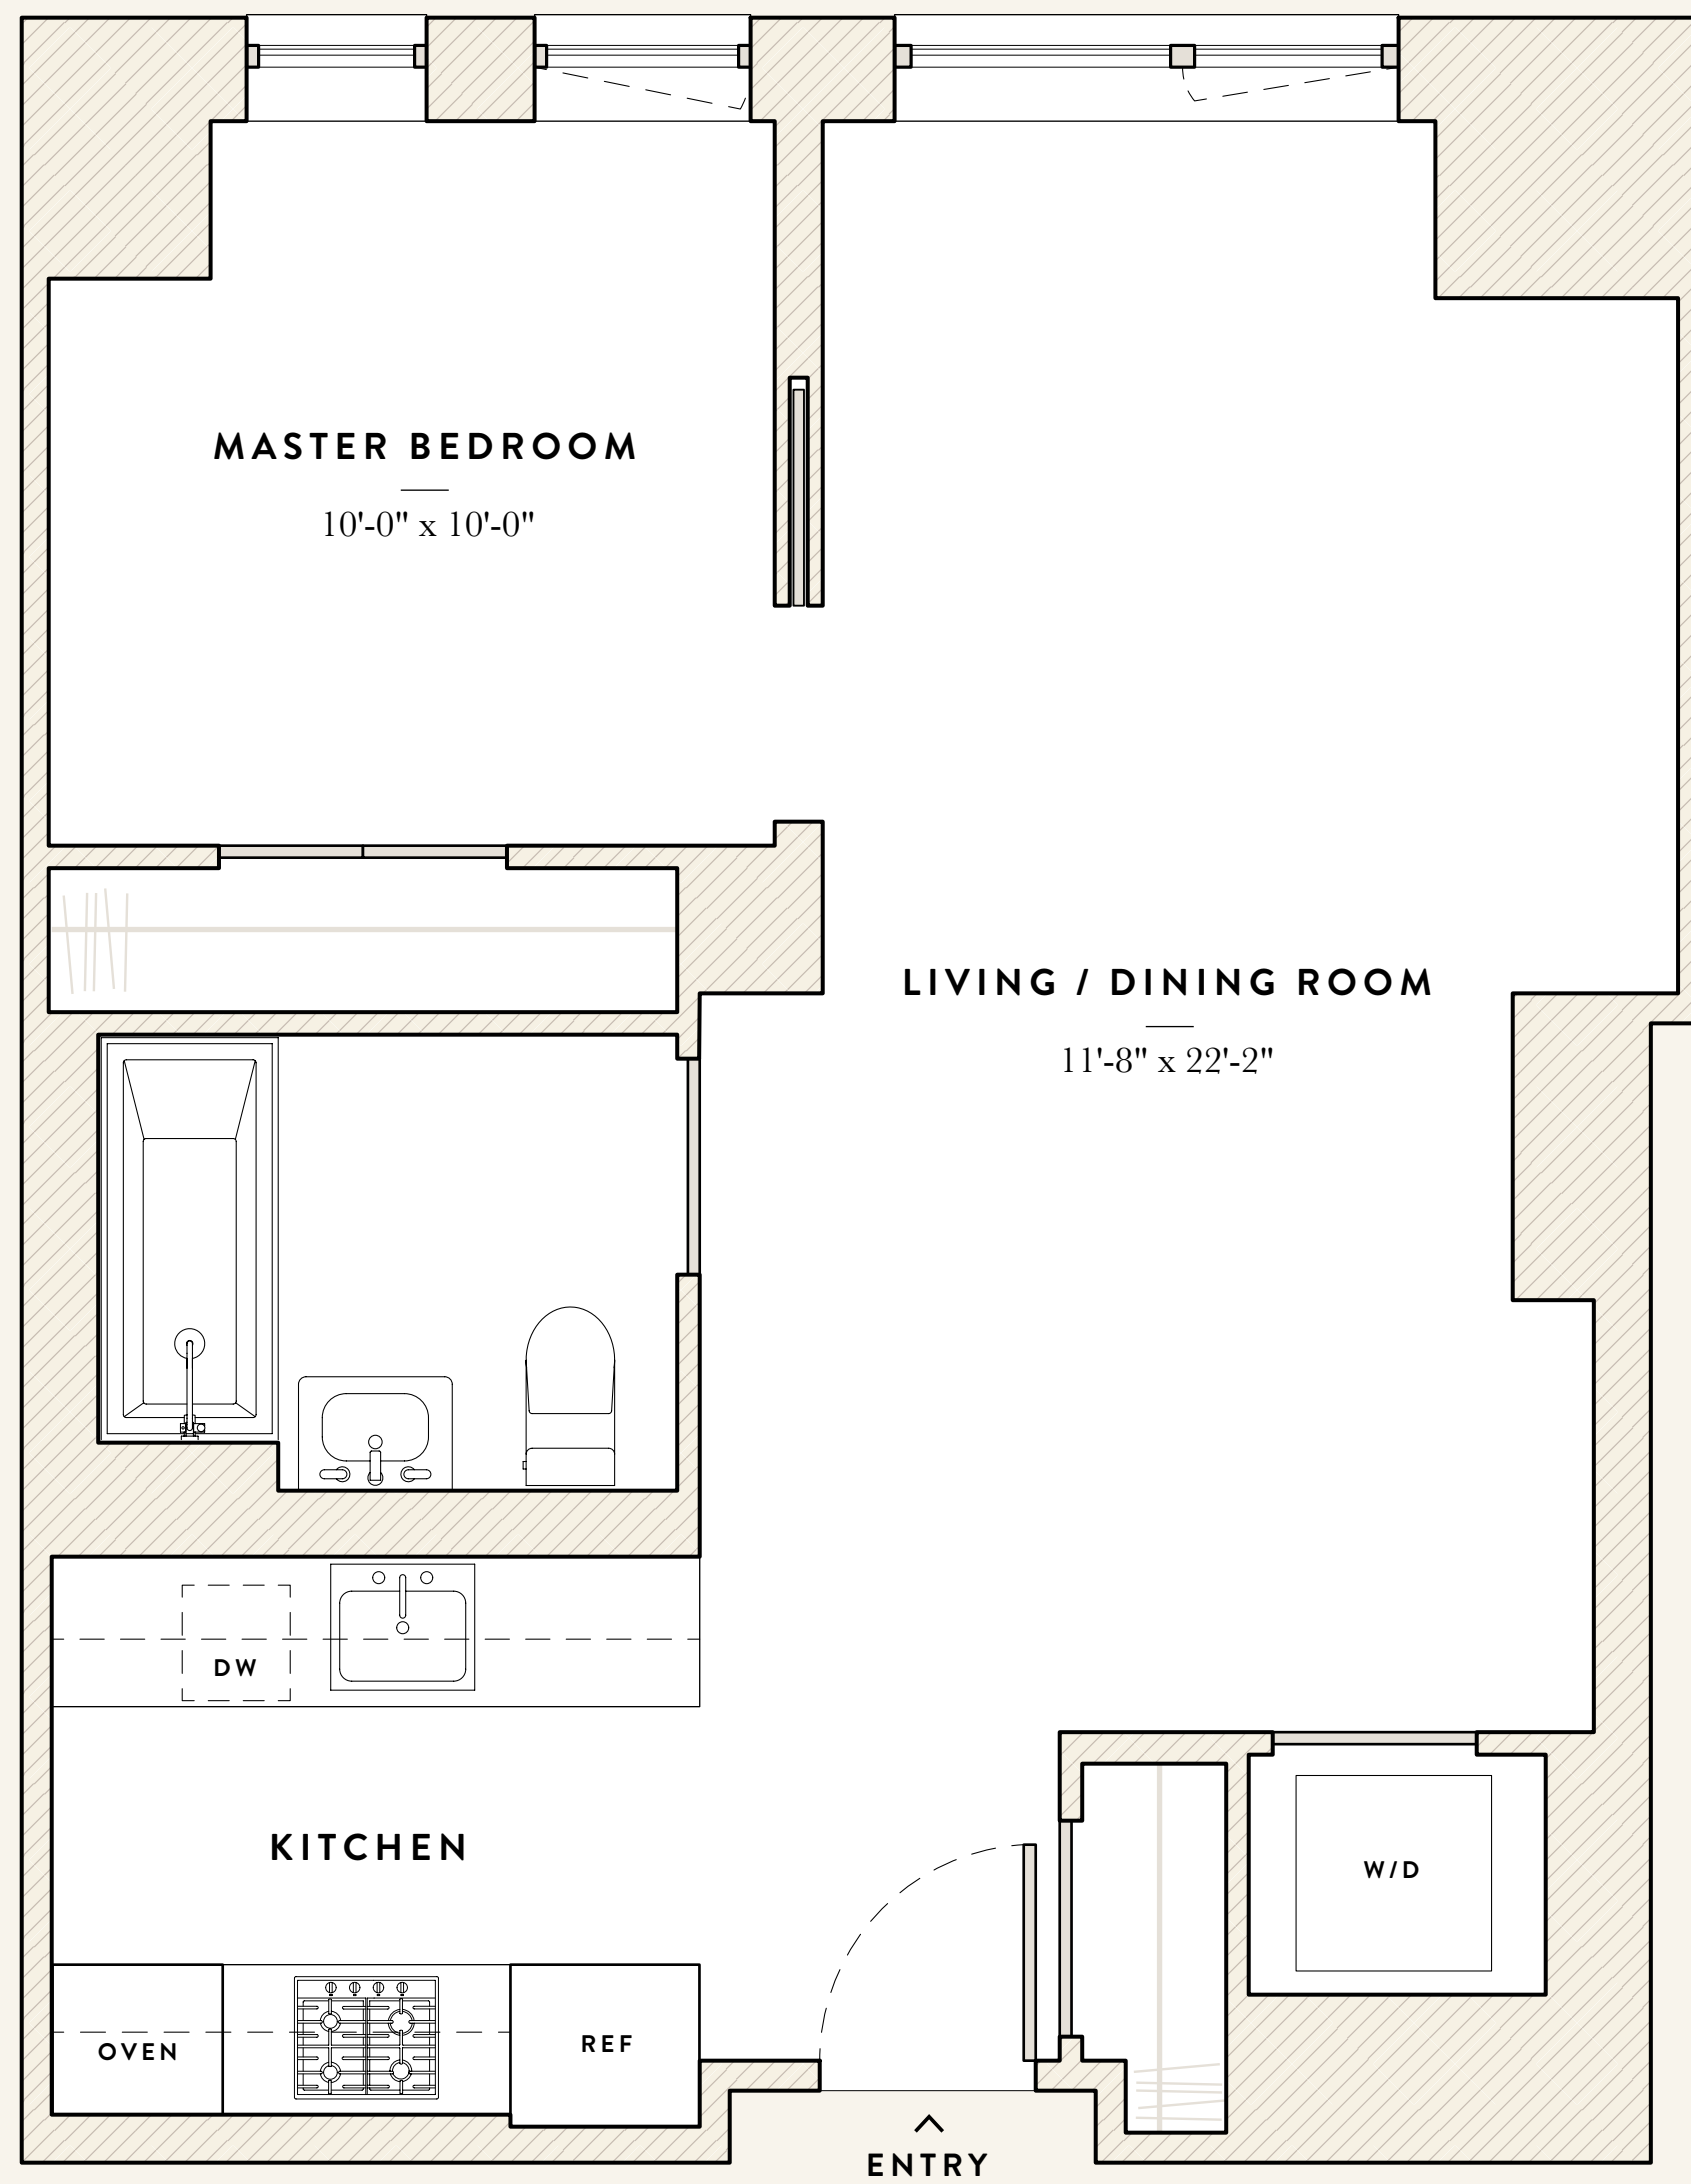 MASTER BEDROOM
10'-0" x 10'-0"
LIVING / DINING ROOM
11'-8" x 22'-2"
DW
KITCHEN
W/D
OVEN
REF
ENTRY